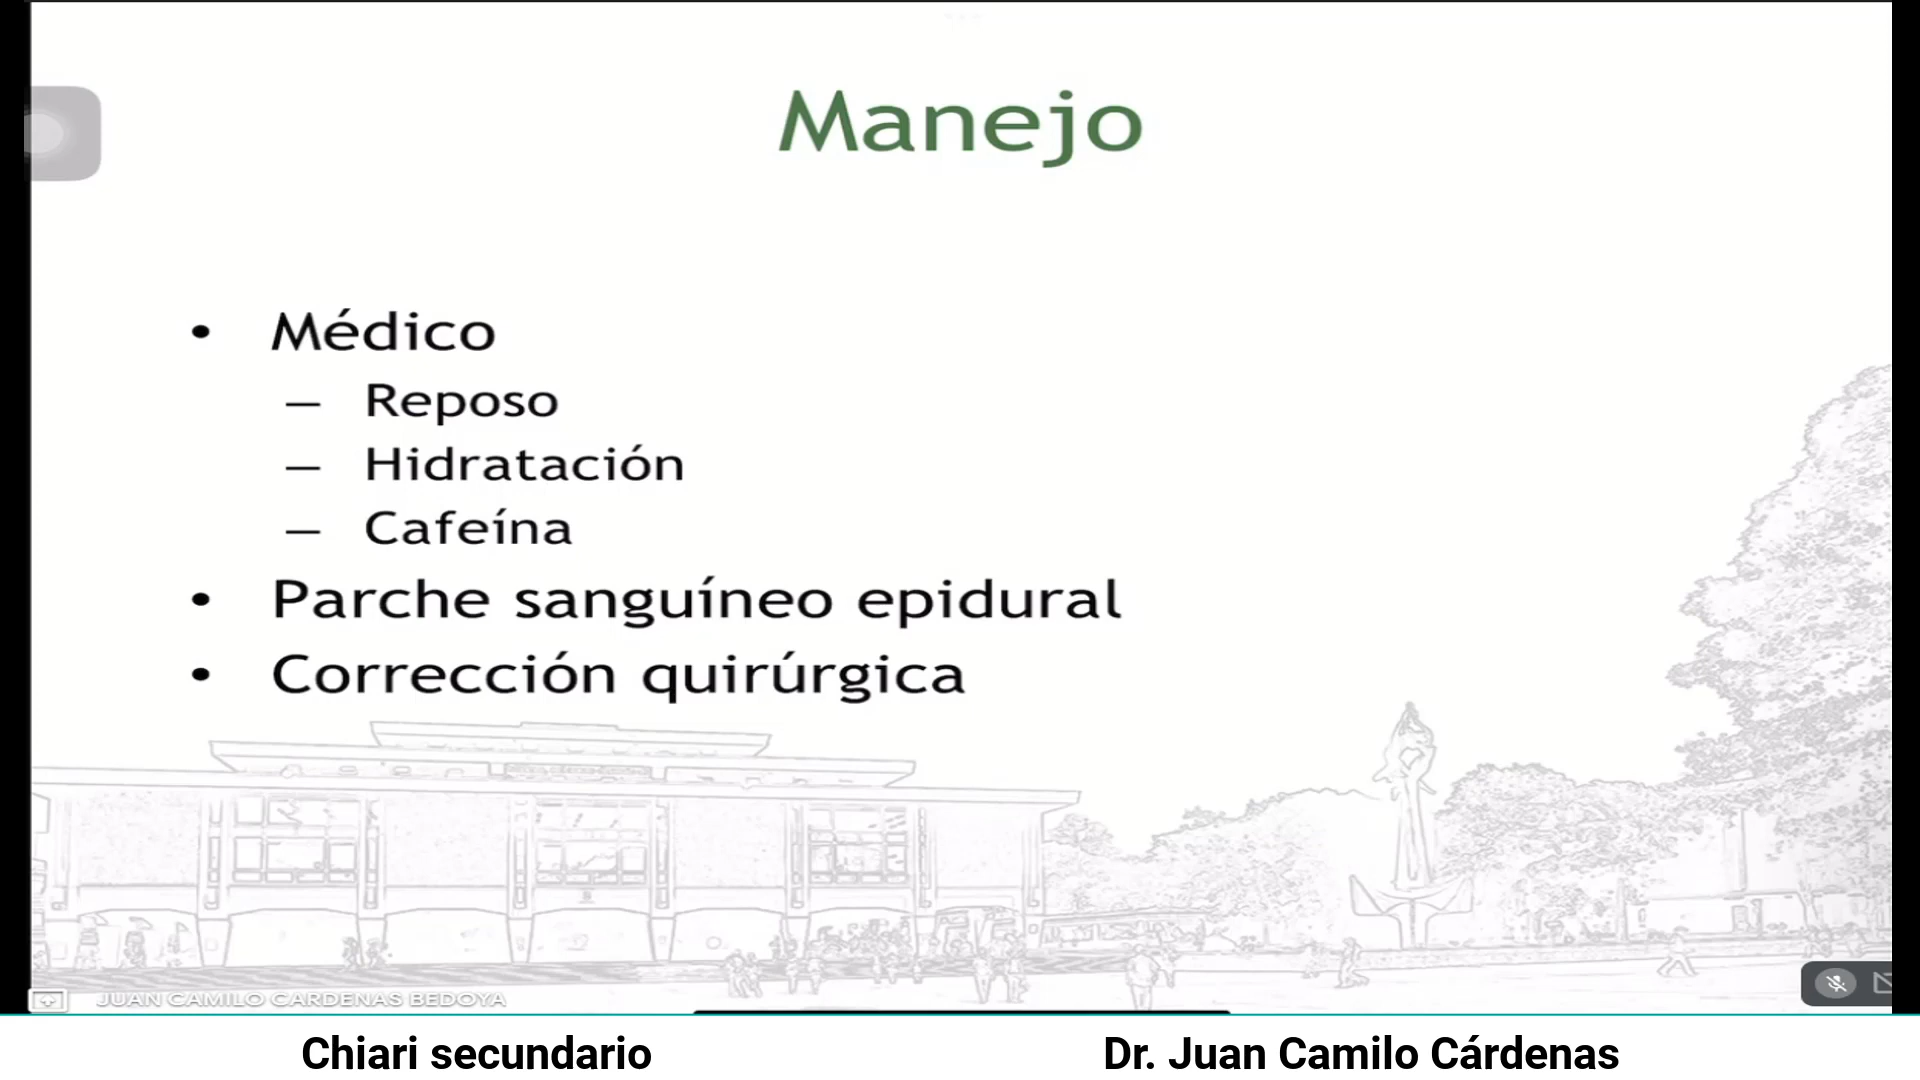 Manejo
• Médico
– Reposo
– Hidratación
– Cafeína
• Parche sanguíneo epidural
• Corrección quirúrgica
JUAN CAMILO CARDENAS BEDOYA
Chiari secundario
Dr. Juan Camilo Cárdenas